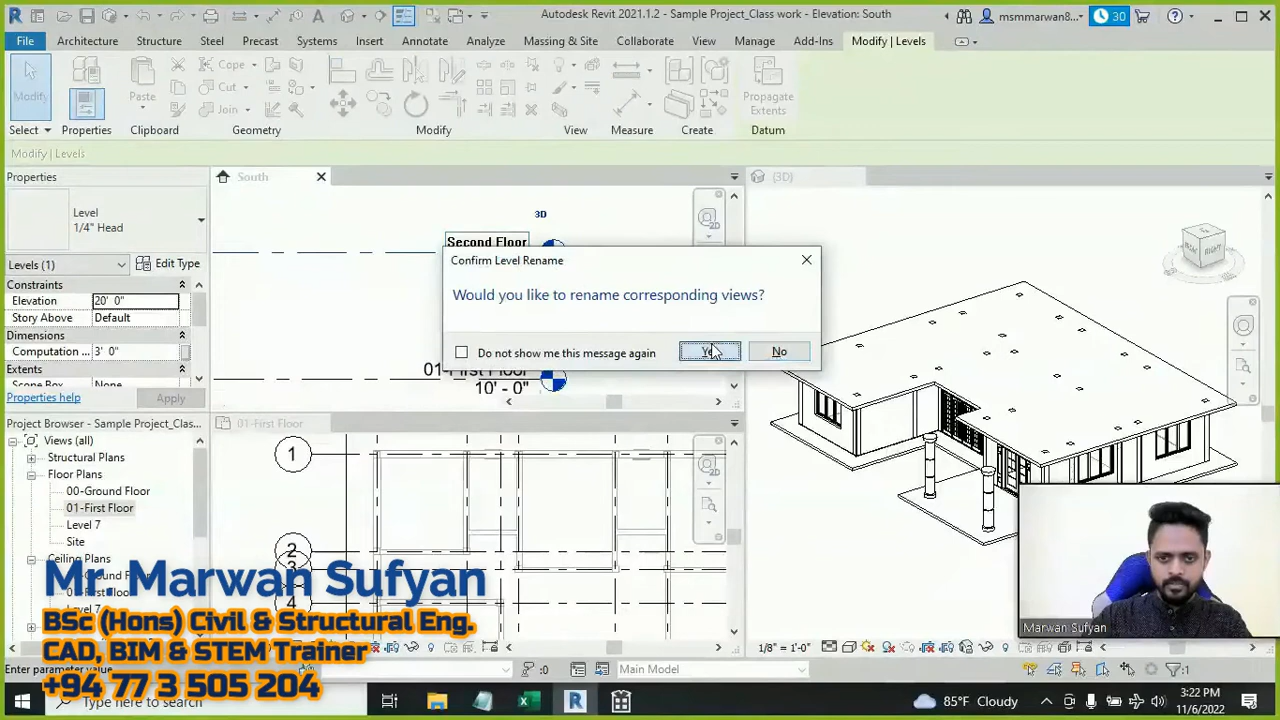 Autodesk Revit 2021.1.2 - Sample Project_Class work - Elevation: South
msmmarwan8...
30
File Architecture Structure Steel Precast Systems Insert Annotate Analyze Massing & Site Collaborate View Manage Add-Ins Modify | Levels
Modify
Paste
Cope
Cut
Join
Propagate
Extents
Select Properties Clipboard Geometry Modify View Measure Create Datum
Modify | Levels
Properties
South
{3D}
Level
1/4" Head
Levels (1)
Edit Type
Constraints
Elevation 20' 0"
Story Above Default
Dimensions
Computation ... 3' 0"
Extents
Scope Box None
Properties help
Apply
3D
2D
Second Floor
Confirm Level Rename
Would you like to rename corresponding views?
Do not show me this message again
Yes
No
01-First Floor
10' - 0"
RIGHT
Project Browser - Sample Project_Clas...
Views (all)
Structural Plans
Floor Plans
00-Ground Floor
01-First Floor
Level 7
Site
Ceiling Plans
01-First Floor
1
2
3
4
Mr. Marwan Sufyan
BSc (Hons) Civil & Structural Eng.
CAD, BIM & STEM Trainer
+94 77 3 505 204
Marwan Sufyan
1/8" = 1'-0"
Enter parameter value
:0
Main Model
:1
Type here to search
85°F Cloudy
3:22 PM
11/6/2022